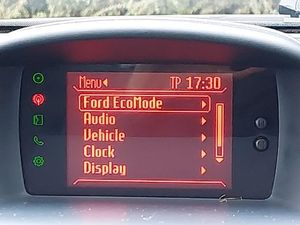 Menu TP 17:30
Ford EcoMode
Audio
Vehicle
Clock
Display